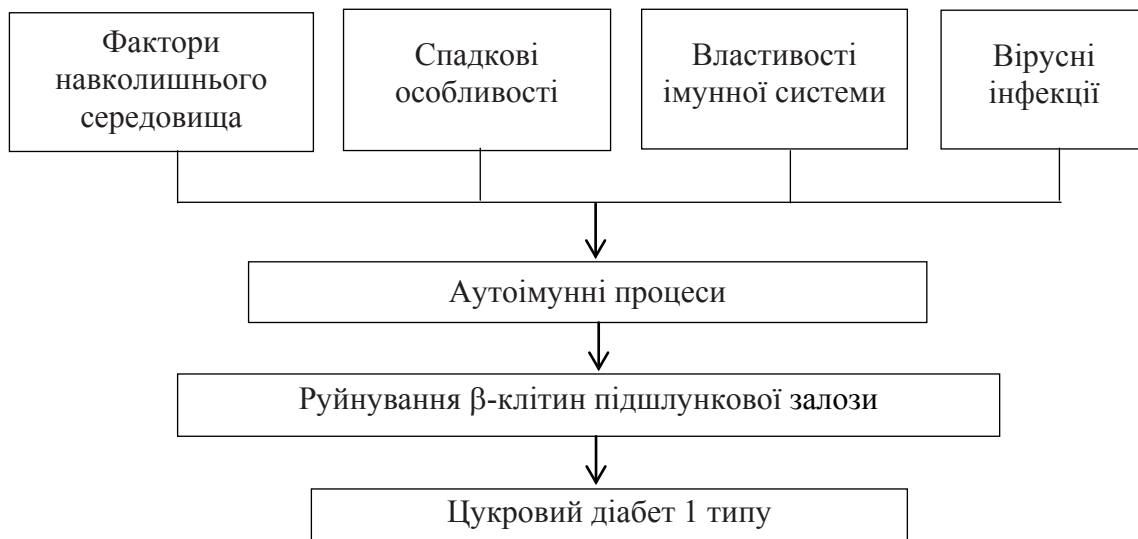 Фактори
навколишнього
середовища
Спадкові
особливості
Властивості
імунної системи
Вірусні
інфекції
Аутоімунні процеси
Руйнування β-клітин підшлункової залози
Цукровий діабет 1 типу